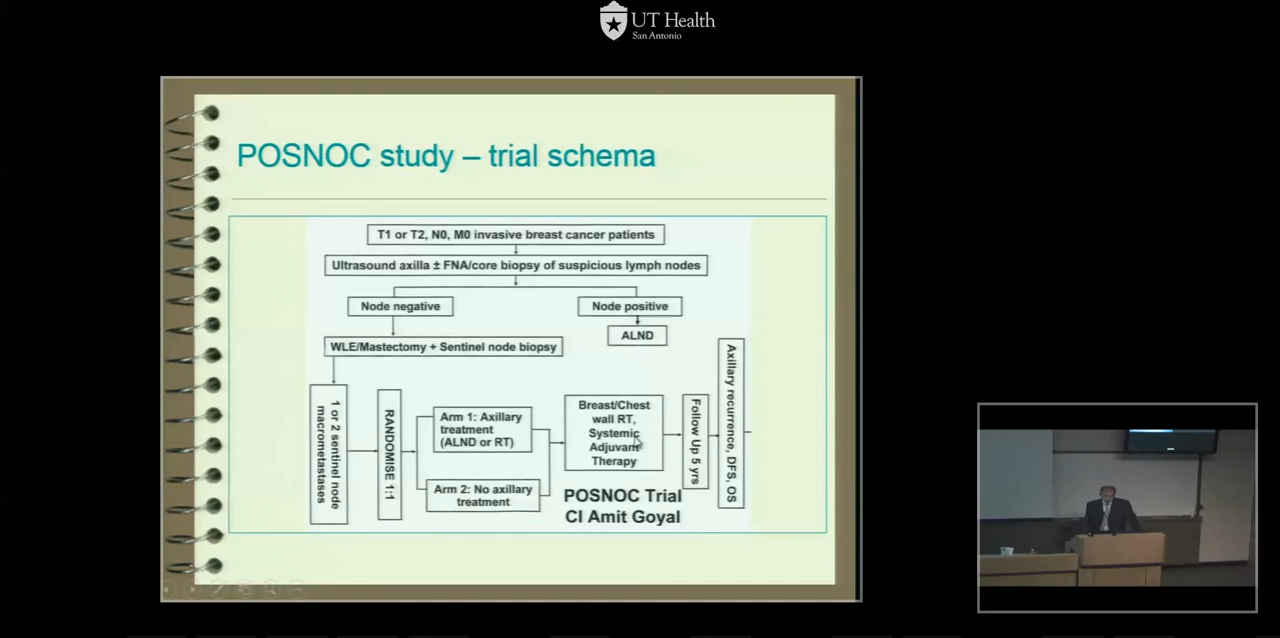 UT Health
San Antonio
POSNOC study – trial schema
T1 or T2, N0, M0 invasive breast cancer patients
Ultrasound axilla ± FNA/core biopsy of suspicious lymph nodes
Node negative
Node positive
ALND
WLE/Mastectomy + Sentinel node biopsy
1 or 2 sentinel node
macrometastases
RANDOMISE 1:1
Arm 1: Axillary
treatment
(ALND or RT)
Arm 2: No axillary
treatment
Breast/Chest
wall RT,
Systemic
Adjuvant
Therapy
Follow Up 5 yrs
Axillary recurrence, DFS, OS
POSNOC Trial
CI Amit Goyal